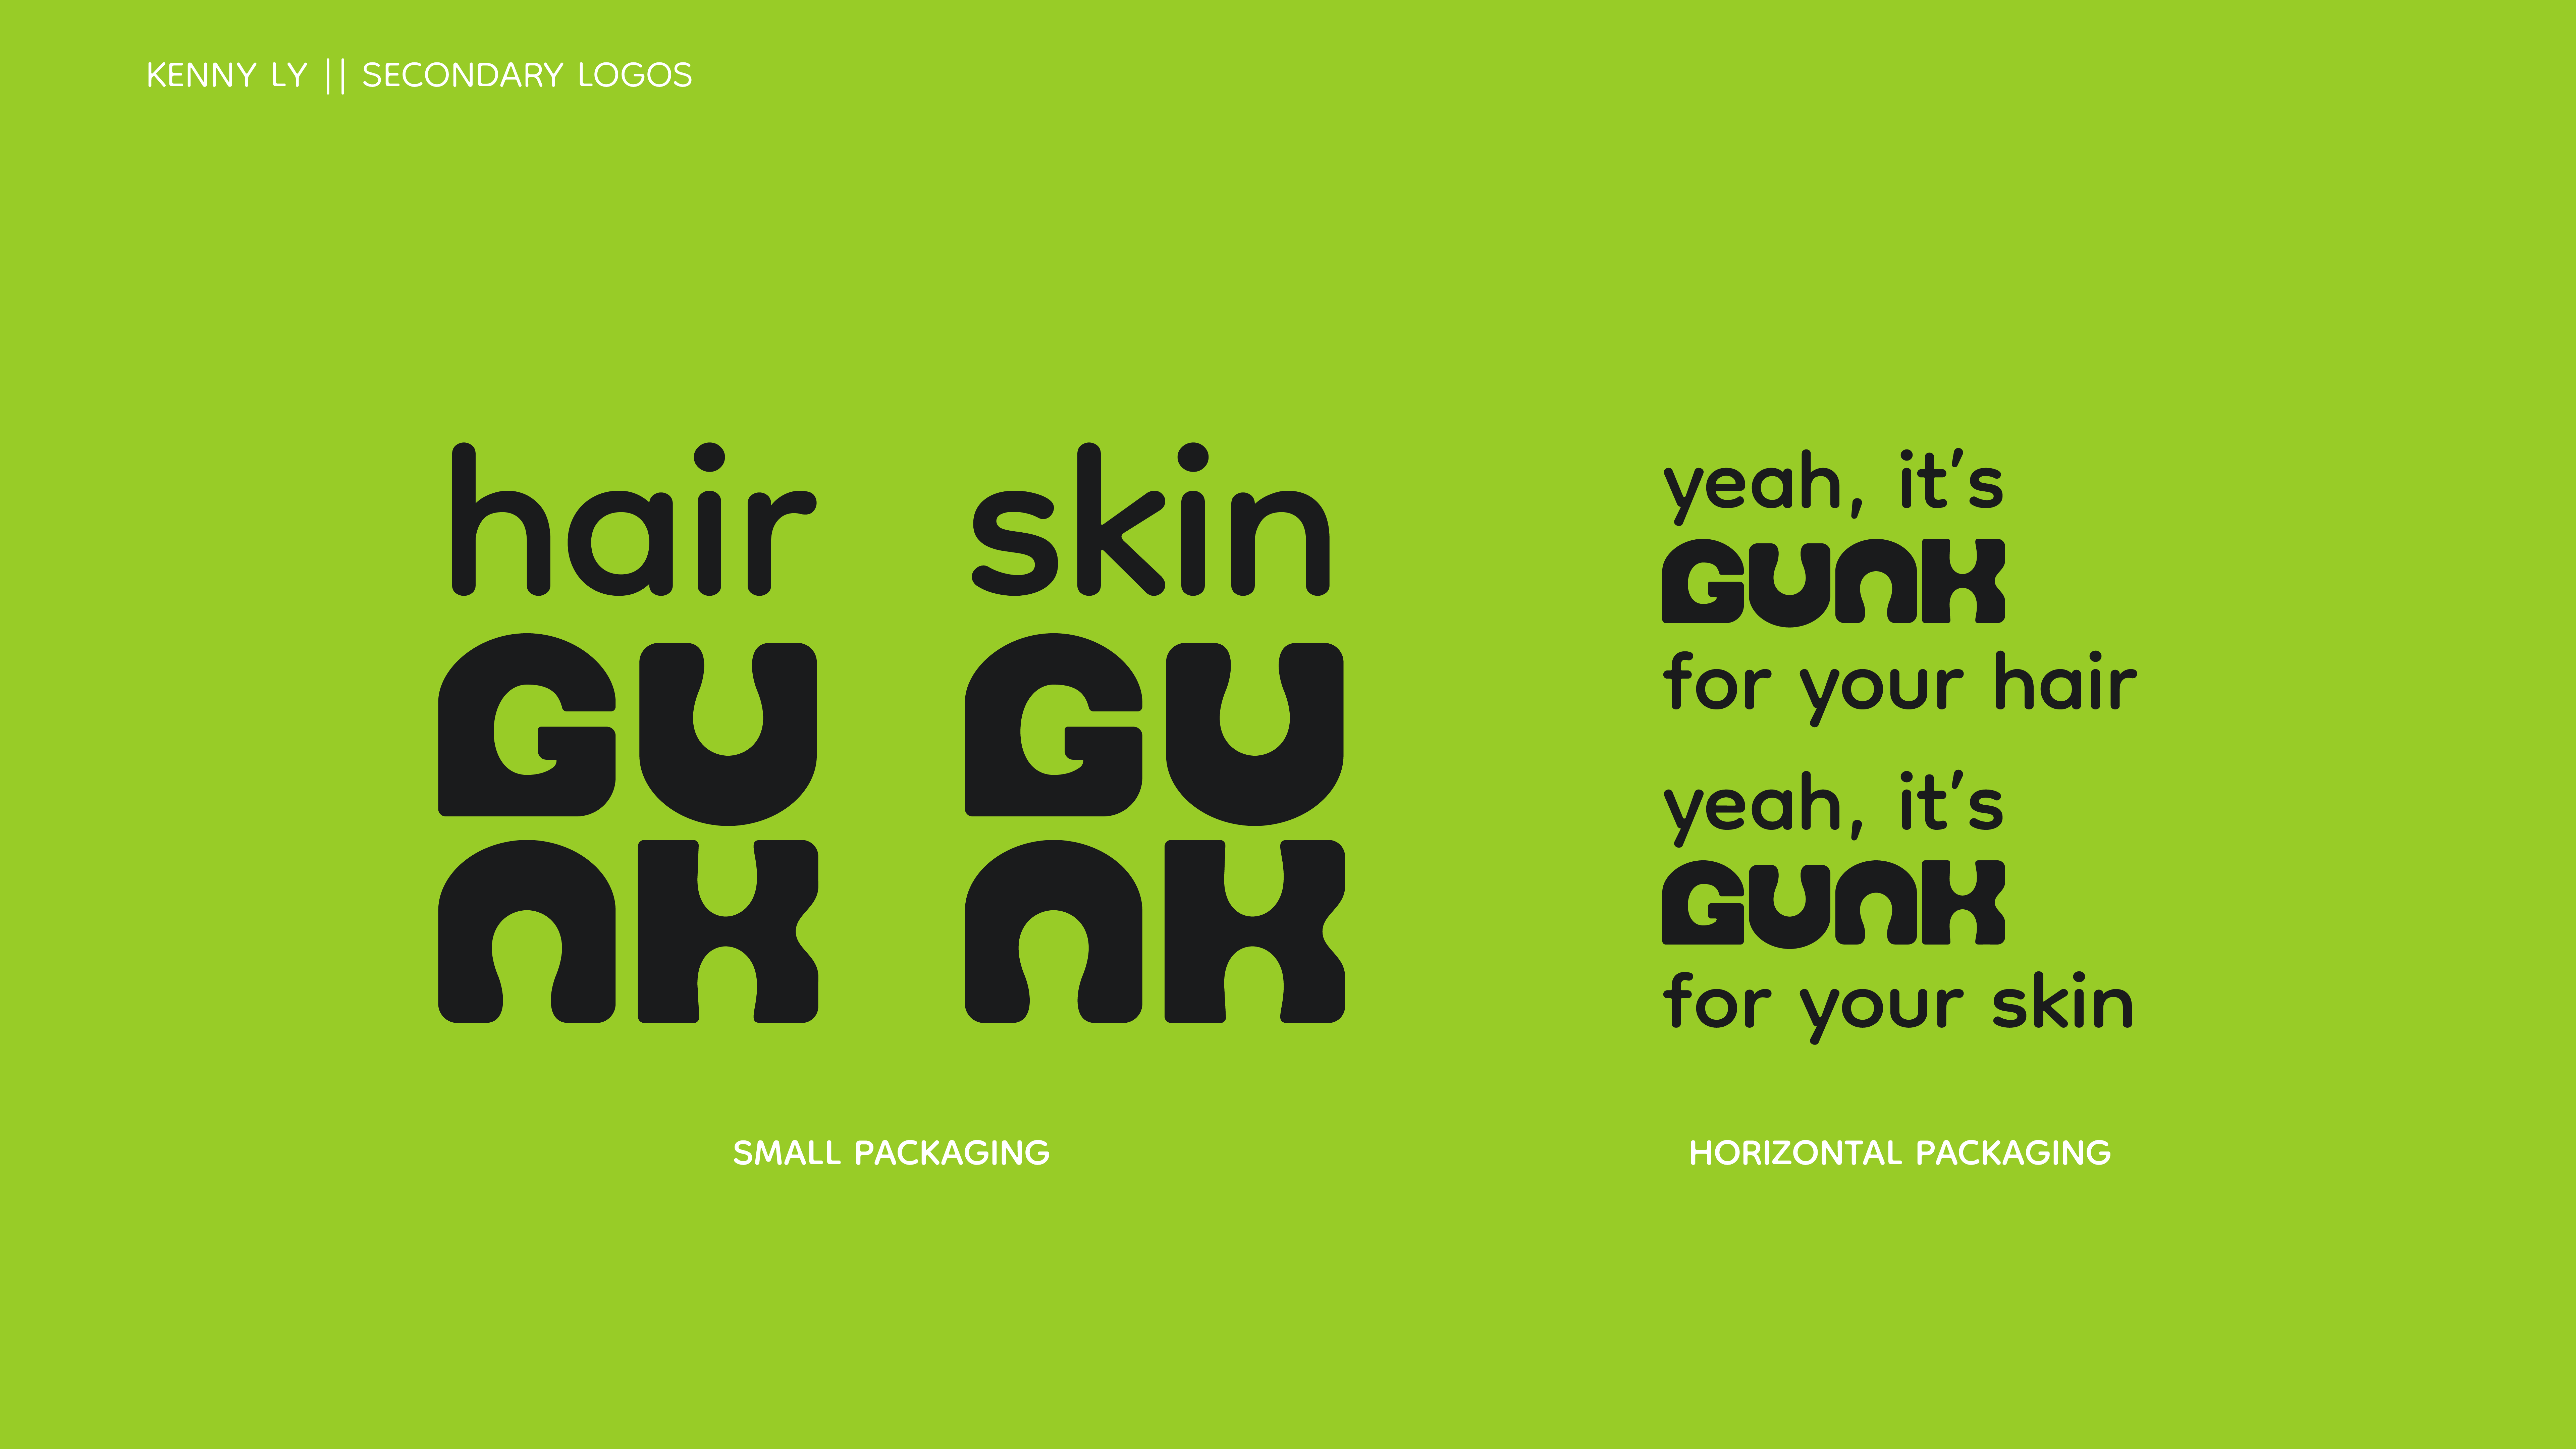 KENNY LY || SECONDARY LOGOS
hair
GU
NK
skin
GU
NK
SMALL PACKAGING
yeah, it's
GUNK
for your hair
yeah, it's
GUNK
for your skin
HORIZONTAL PACKAGING